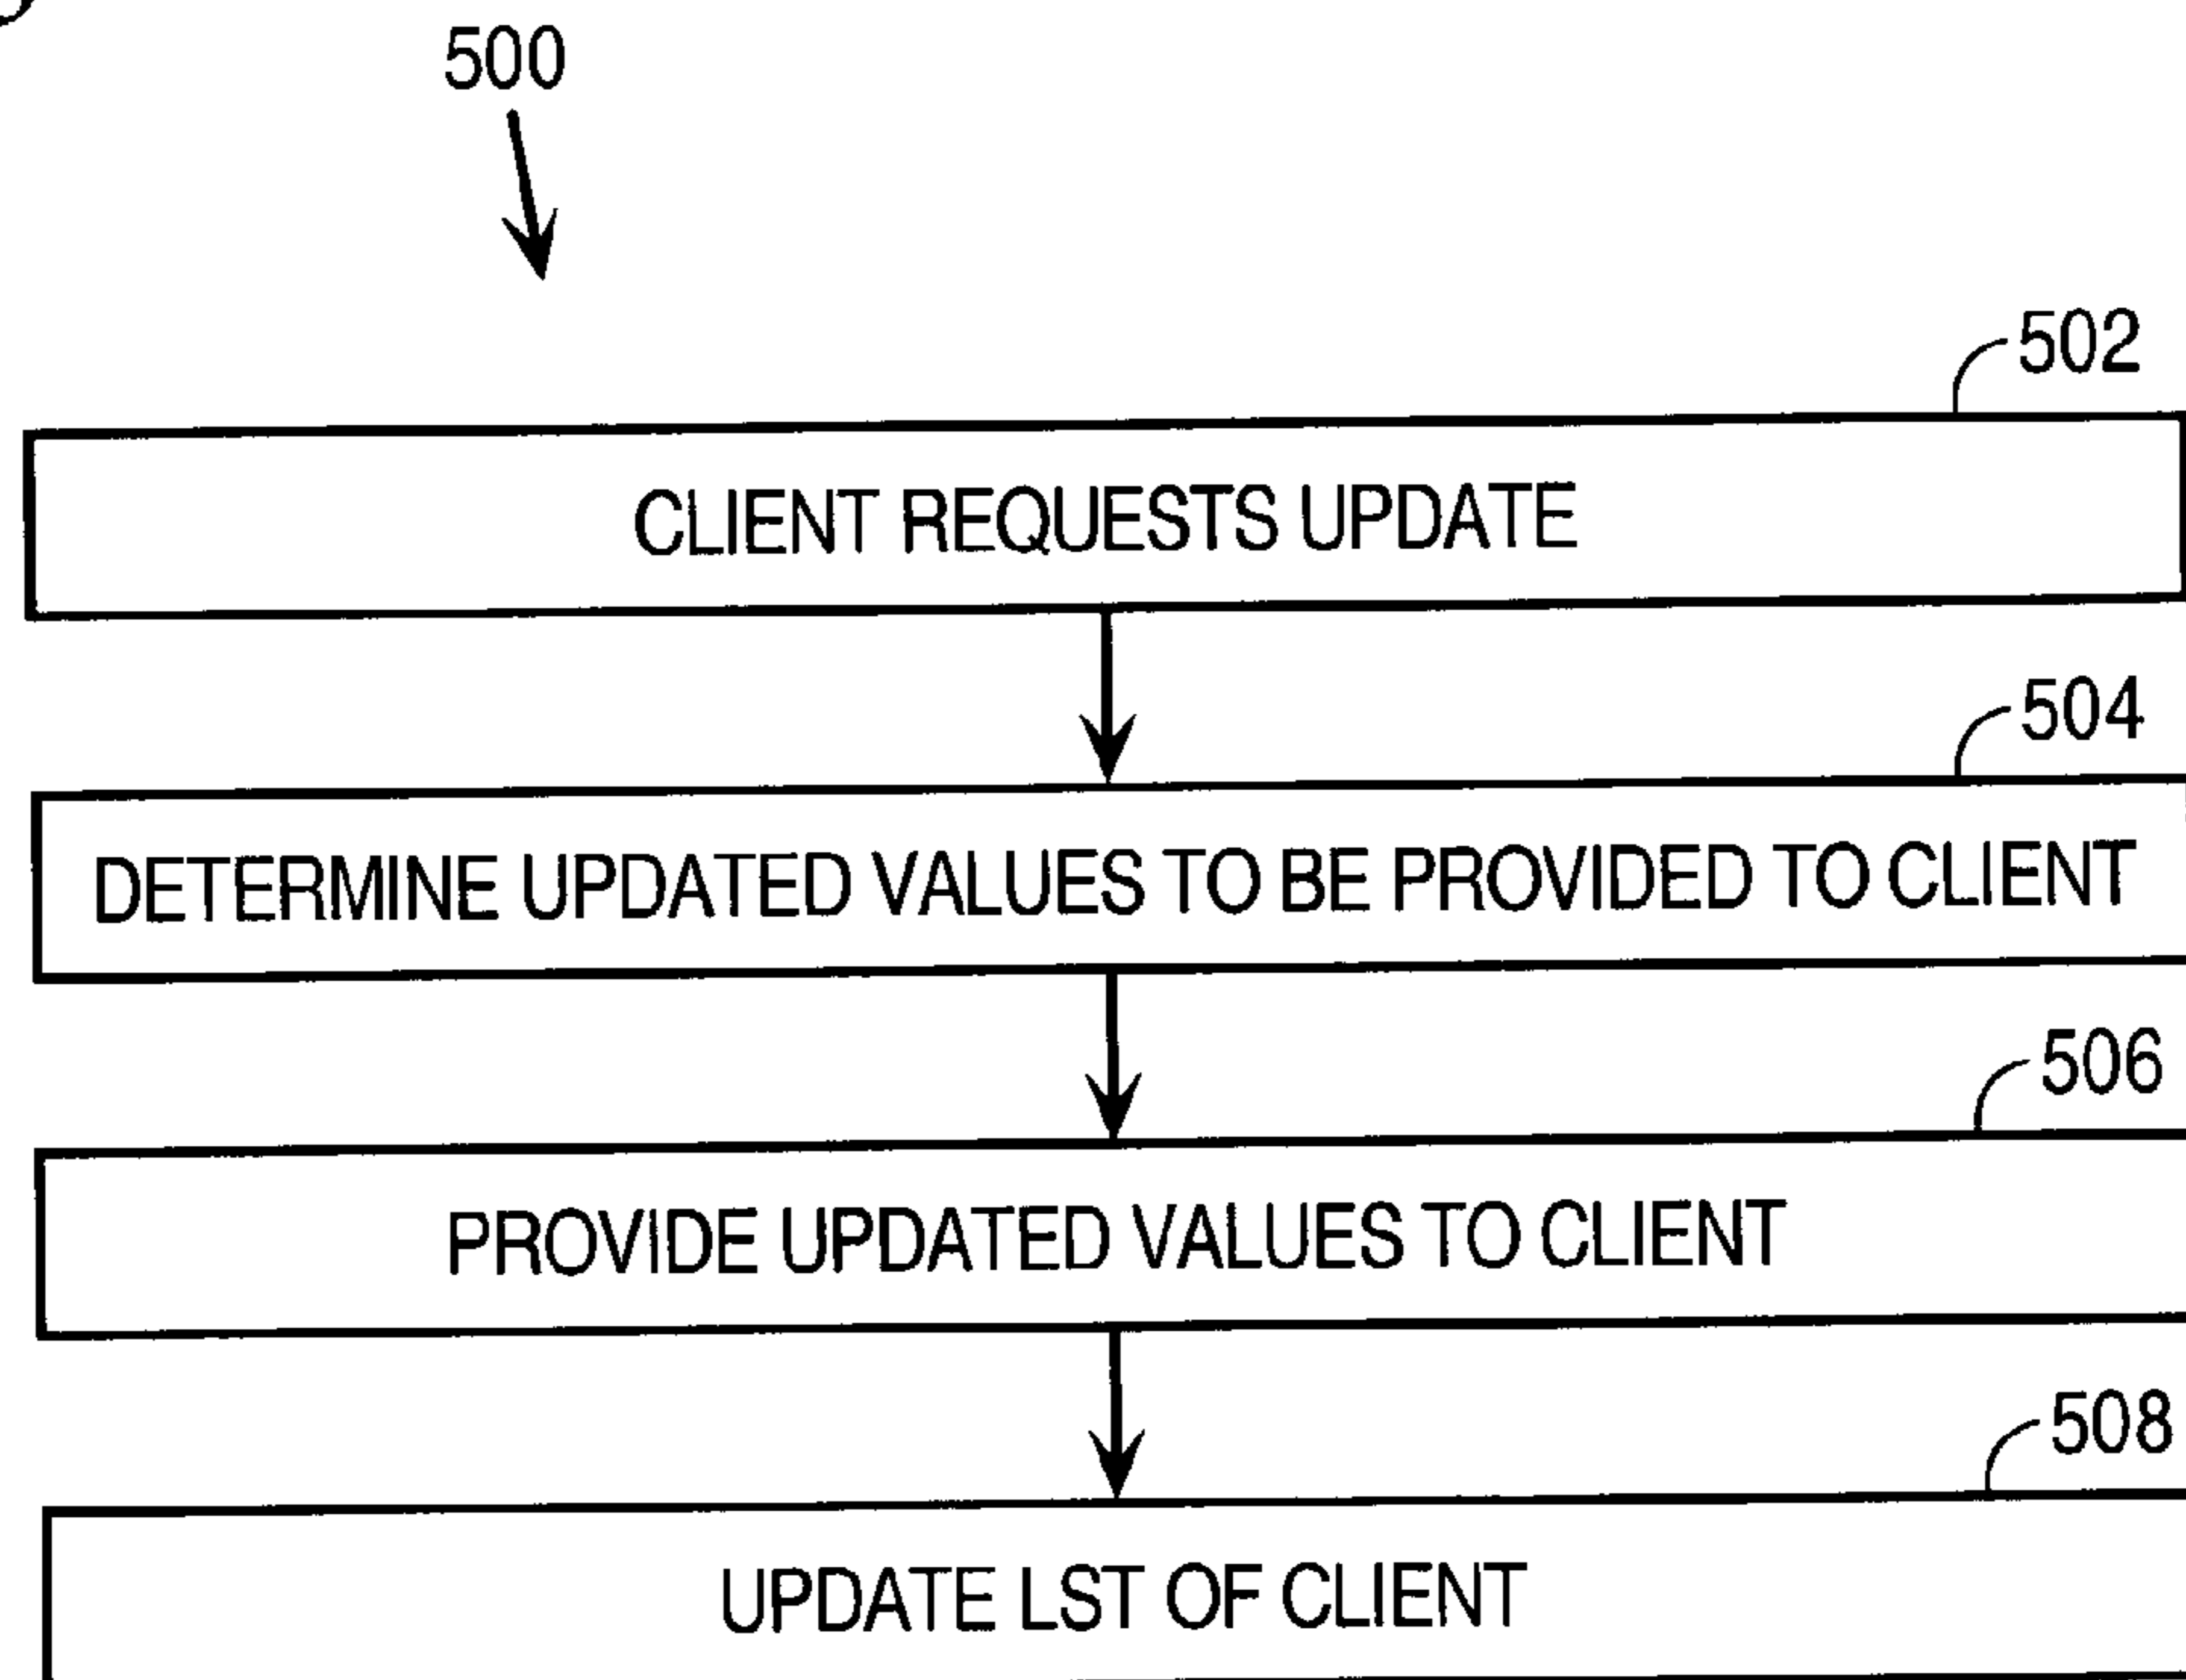 500
502
CLIENT REQUESTS UPDATE
504
DETERMINE UPDATED VALUES TO BE PROVIDED TO CLIENT
506
PROVIDE UPDATED VALUES TO CLIENT
508
UPDATE LST OF CLIENT